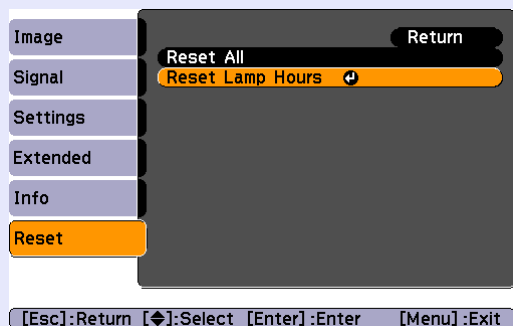 Image
Signal
Settings
Extended
Info
Reset
Return
Reset All
Reset Lamp Hours
[Esc]:Return [◆]:Select [Enter]:Enter [Menu]:Exit